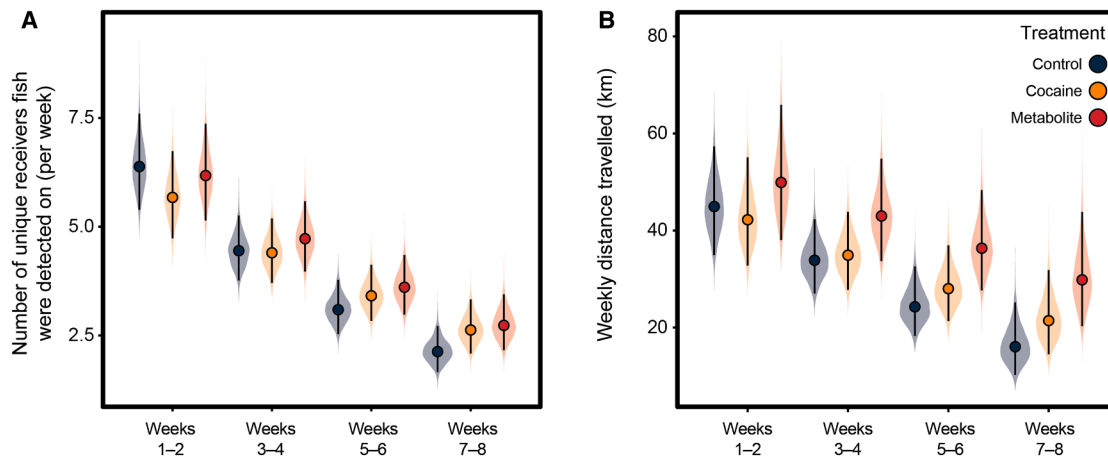 A
Number of unique receivers fish
were detected on (per week)
7.5
5.0
2.5
Weeks
1–2
Weeks
3–4
Weeks
5–6
Weeks
7–8
B
Weekly distance travelled (km)
80
60
40
20
Treatment
Control
Cocaine
Metabolite
Weeks
1–2
Weeks
3–4
Weeks
5–6
Weeks
7–8